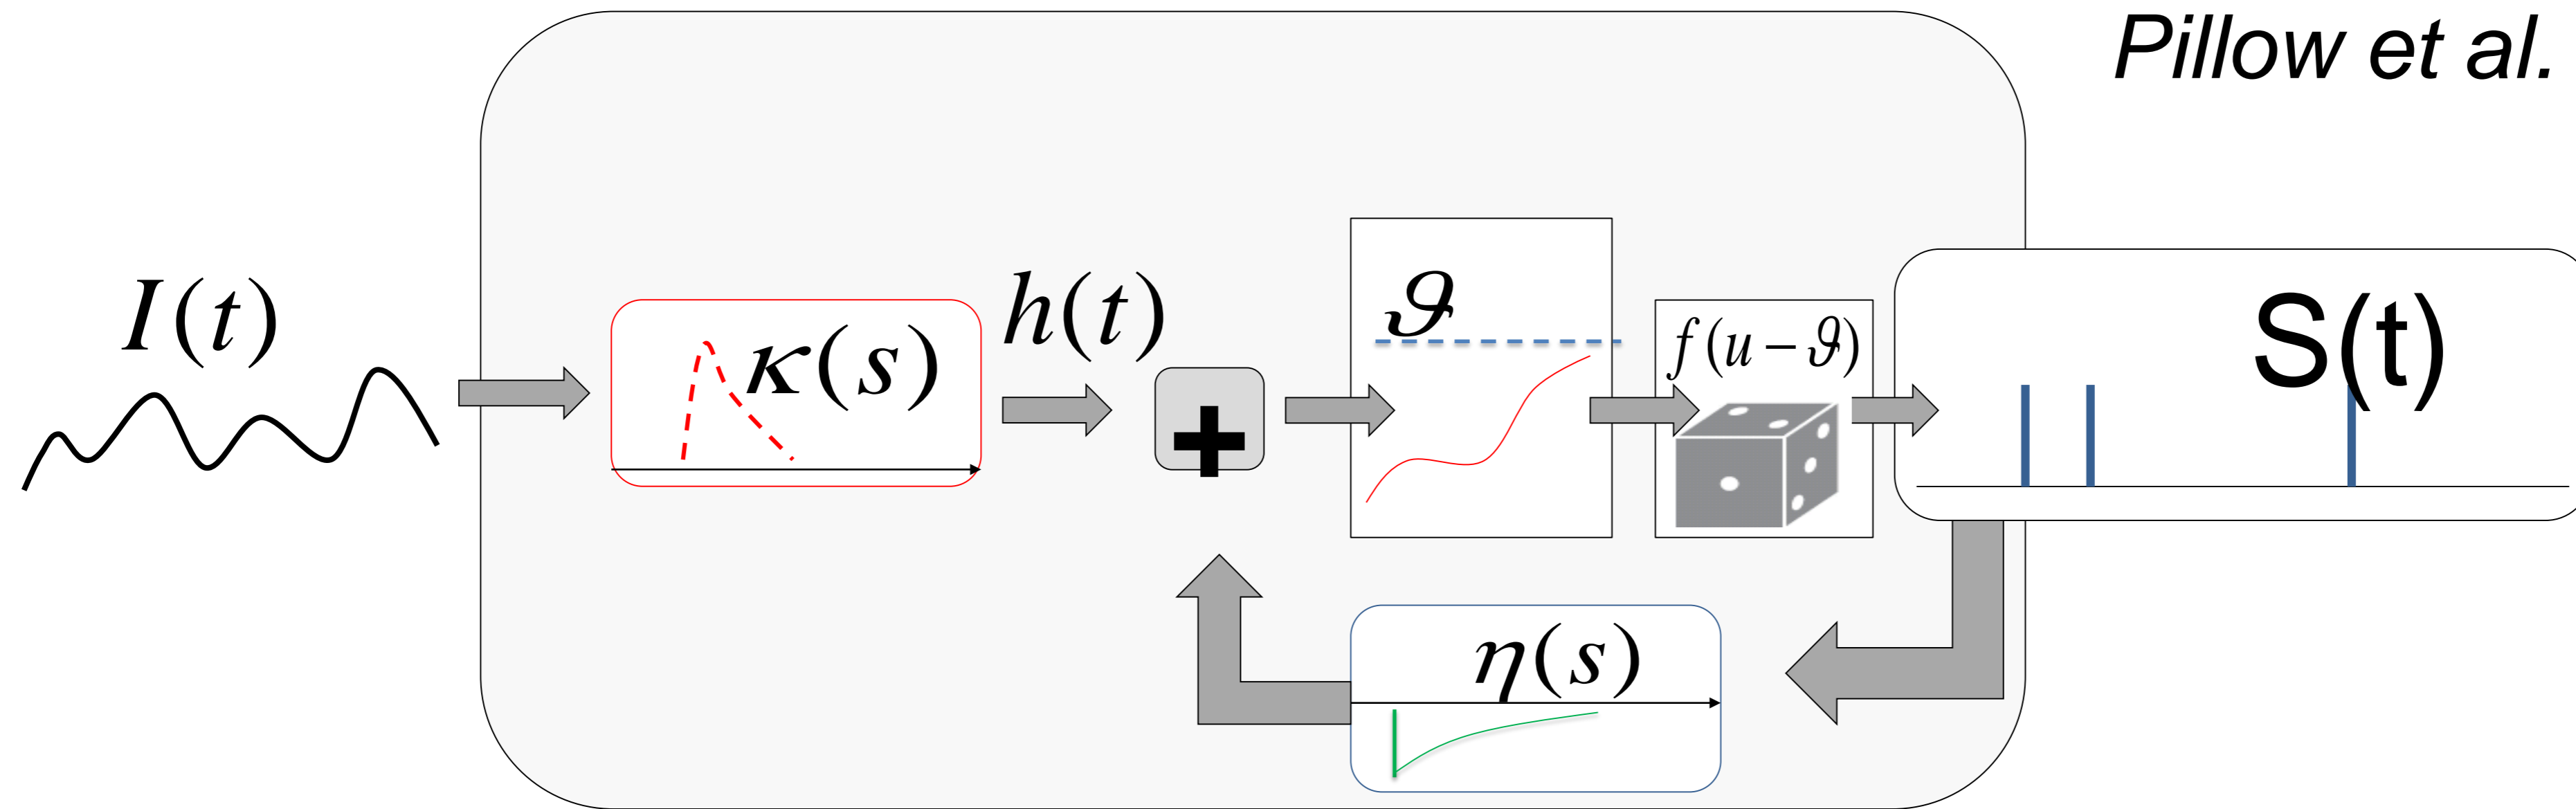 Pillow et al.
I(t)
κ(s)
h(t)
+
ϑ
f(u − ϑ)
S(t)
η(s)